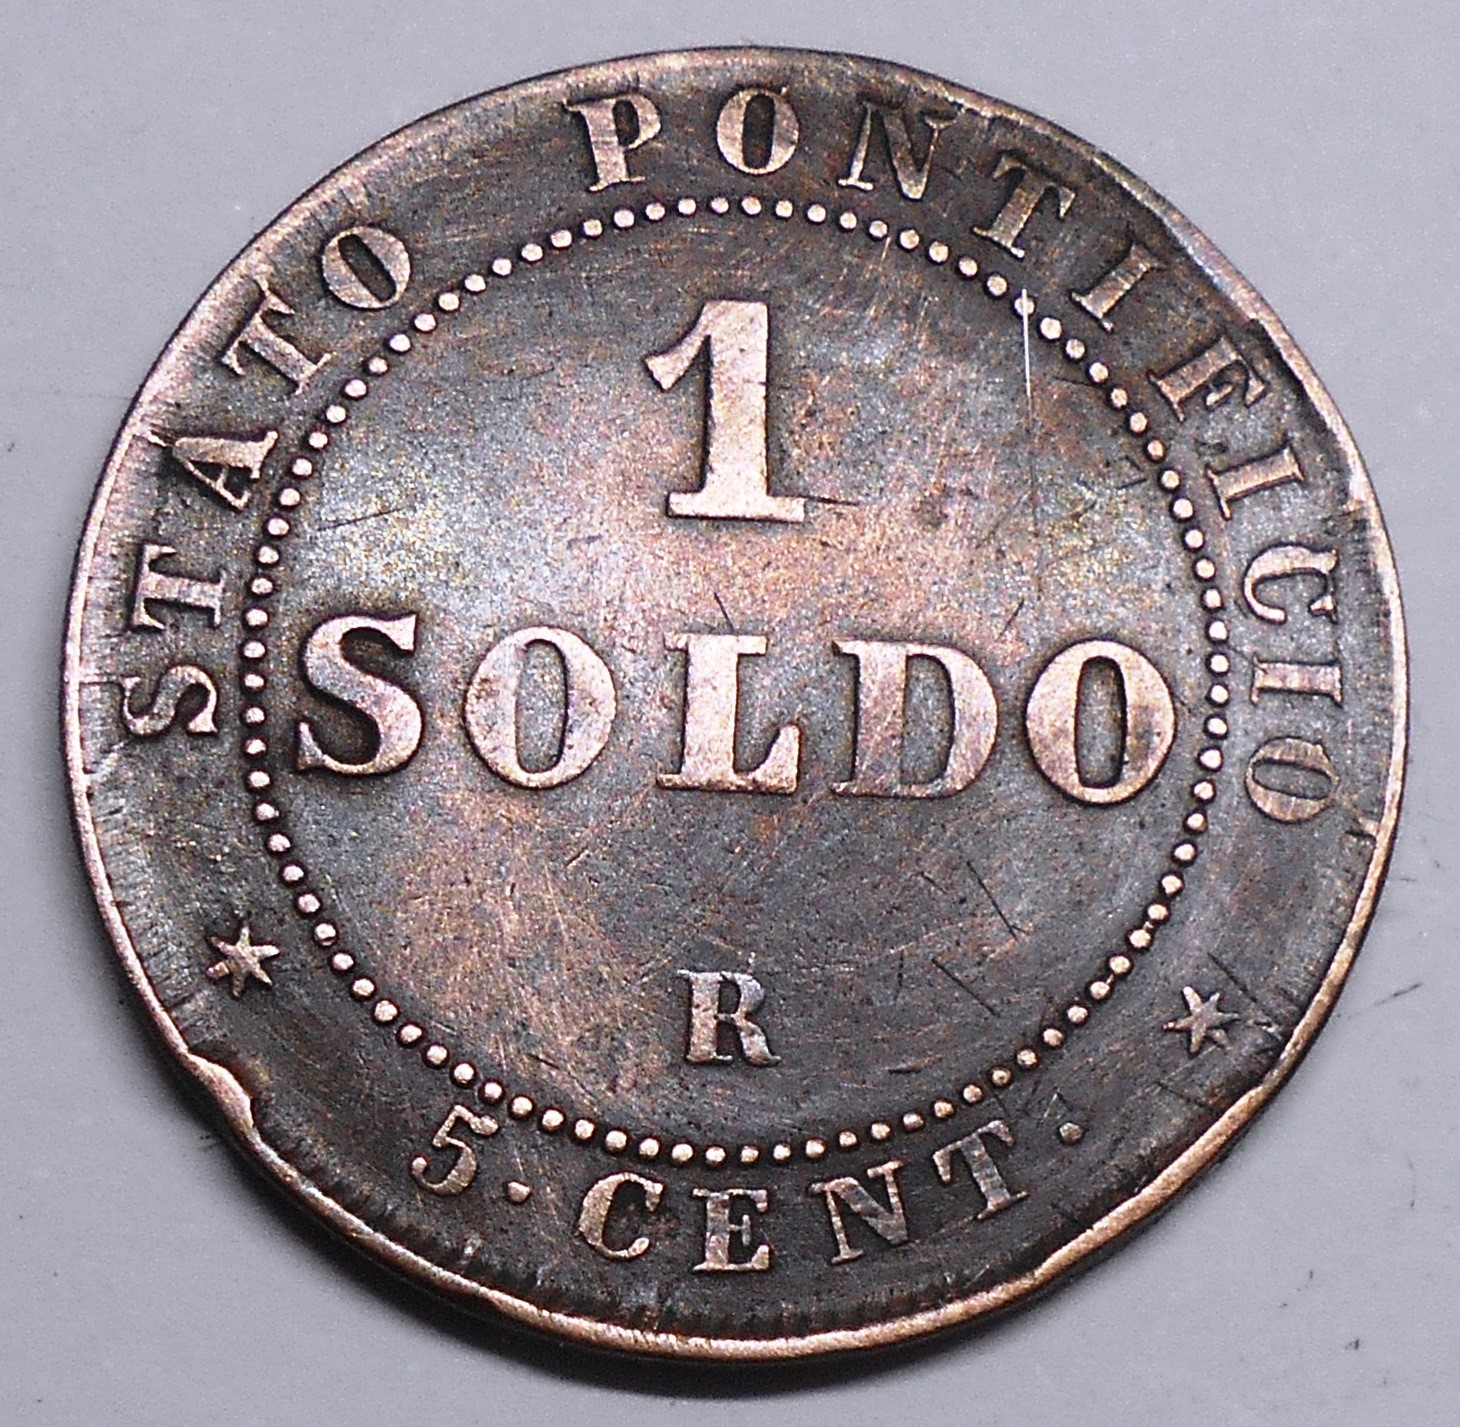 STATO PONTIFICIO
1
SOLDO
R
5·CENT.